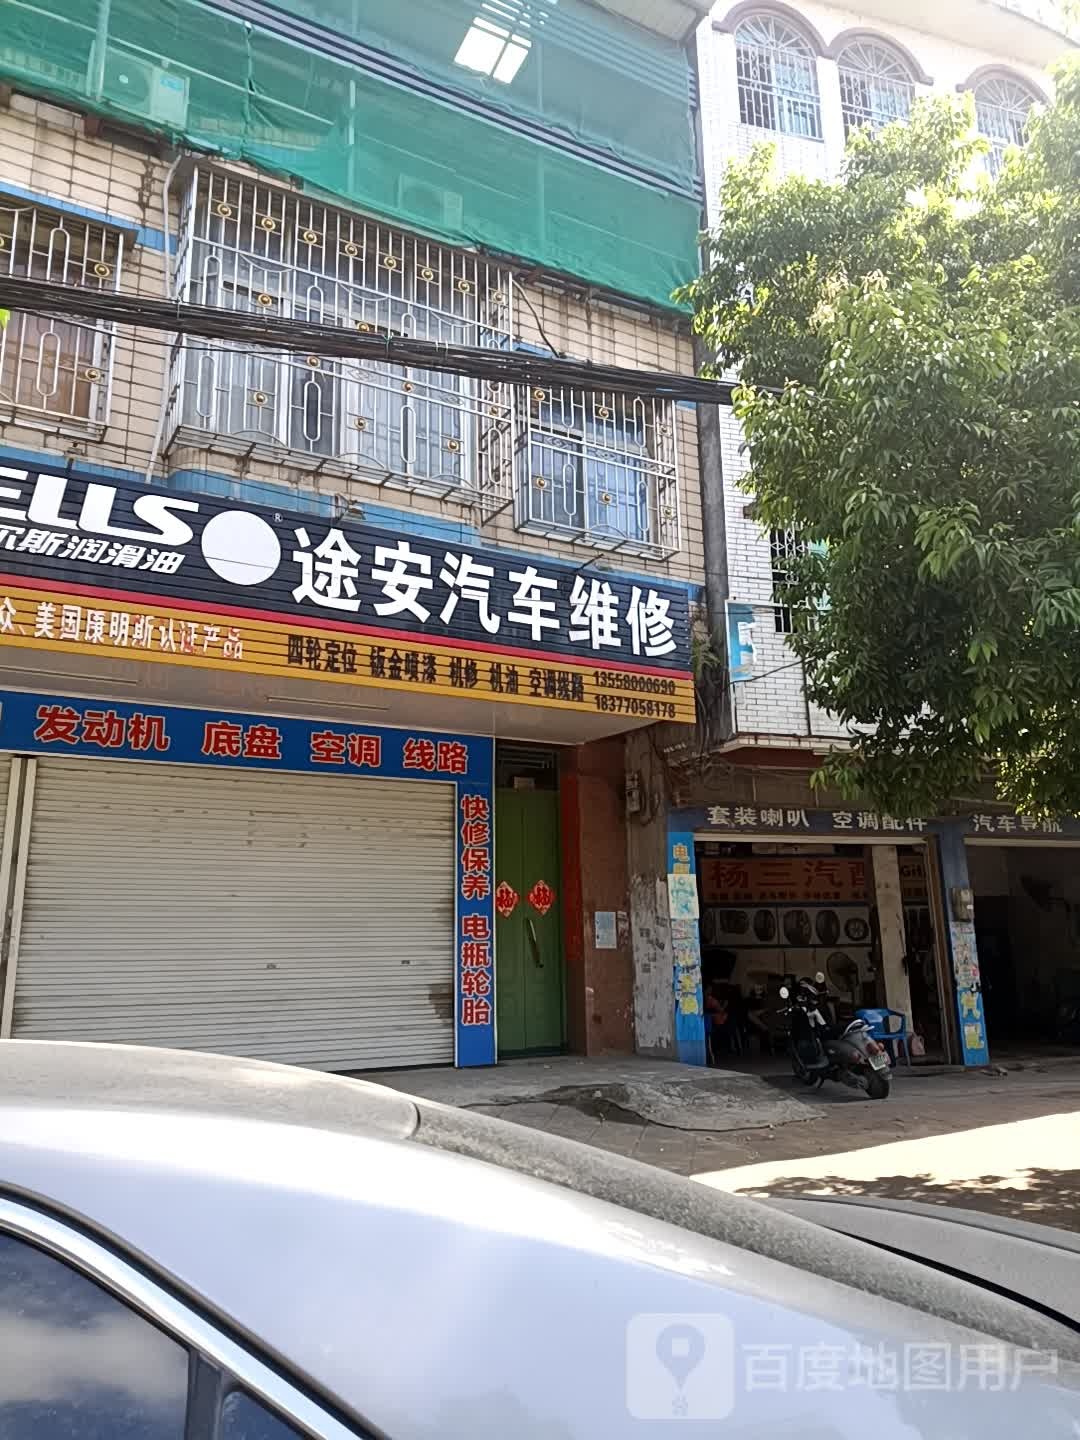 ELLS ®
尔斯润滑油
途安汽车维修
众、美国康明斯认证产品
四轮定位 钣金喷漆 机修 机油 空调线路
13558000690
18377058178
发动机 底盘 空调 线路
快修保养 电瓶轮胎
福 福
套装喇叭 空调配件
汽车导航
杨三汽
百度地图用户